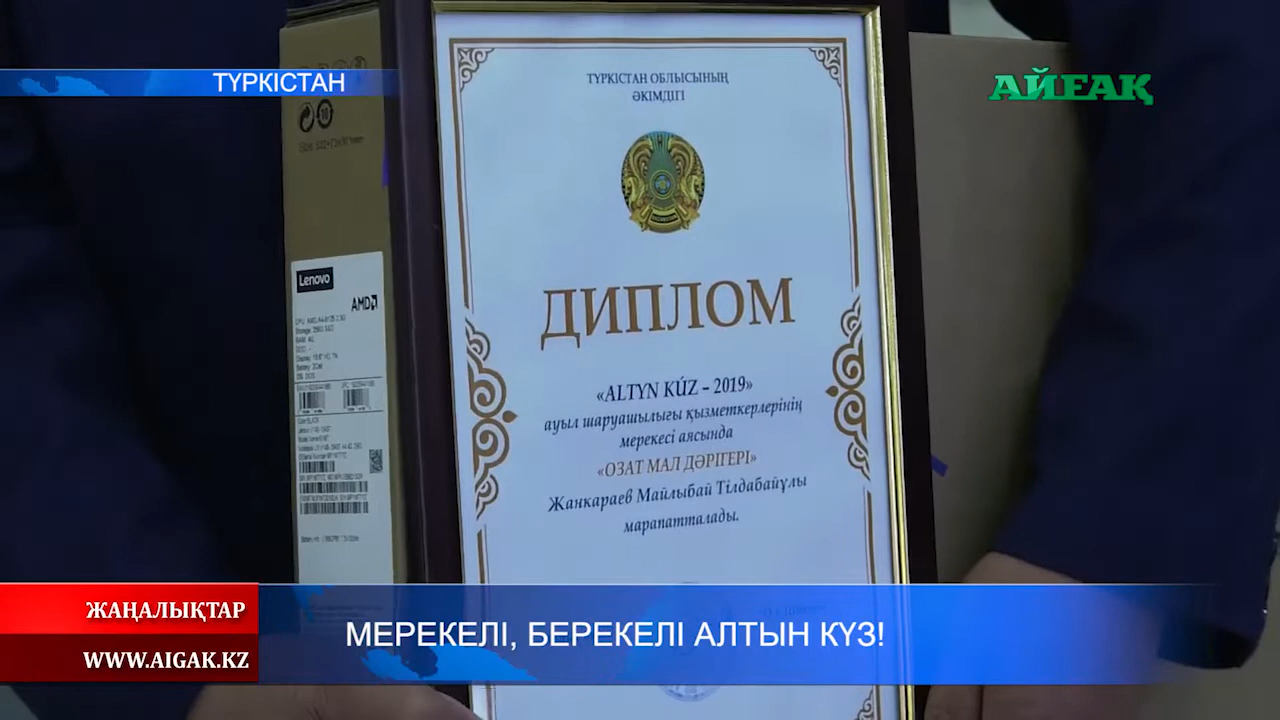 ТҮРКІСТАН
АЙҒАҚ
ТҮРКІСТАН ОБЛЫСЫНЫҢ
ӘКІМДІГІ
ДИПЛОМ
«ALTYN KÚZ – 2019»
ауыл шаруашылығы қызметкерлерінің
мерекесі аясында
«ОЗАТ МАЛ ДӘРІГЕРІ»
Жанкараев Майлыбай Тілдабайұлы
марапатталады.
Lenovo
AMD
ЖАҢАЛЫҚТАР
WWW.AIGAK.KZ
МЕРЕКЕЛІ, БЕРЕКЕЛІ АЛТЫН КҮЗ!